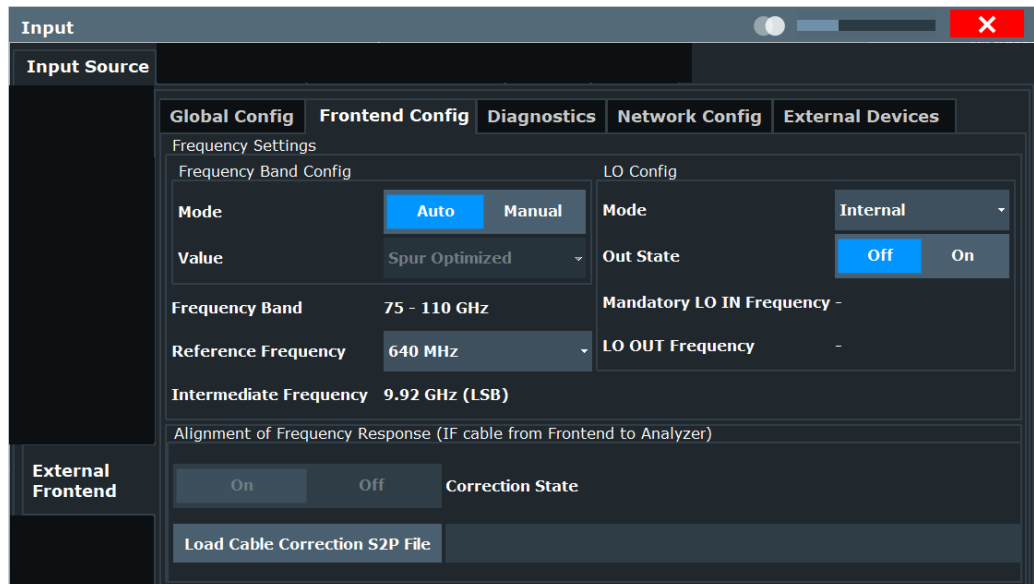 Input
Input Source
Global Config Frontend Config Diagnostics Network Config External Devices
Frequency Settings
Frequency Band Config
Mode Auto Manual
Value Spur Optimized
Frequency Band 75 - 110 GHz
Reference Frequency 640 MHz
Intermediate Frequency 9.92 GHz (LSB)
LO Config
Mode Internal
Out State Off On
Mandatory LO IN Frequency -
LO OUT Frequency -
Alignment of Frequency Response (IF cable from Frontend to Analyzer)
External
Frontend
On Off Correction State
Load Cable Correction S2P File